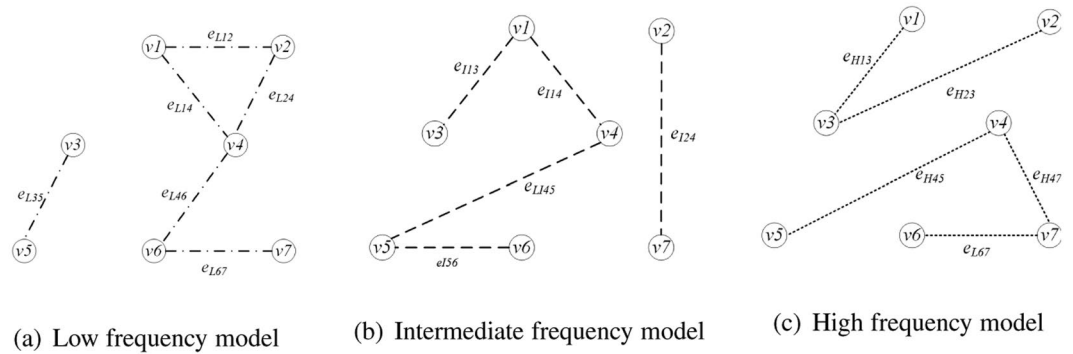 v1 e_L12 v2
e_L14 e_L24
v3 v4
e_L35 e_L46
v5 v6 v7
e_L67
(a) Low frequency model
v1 v2
e_I13 e_I14
v3 v4 e_I24
e_LI45
v5 v6 v7
eI56
(b) Intermediate frequency model
v1 v2
e_H13
e_H23
v3 v4
e_H45 e_H47
v5 v6 v7
e_L67
(c) High frequency model